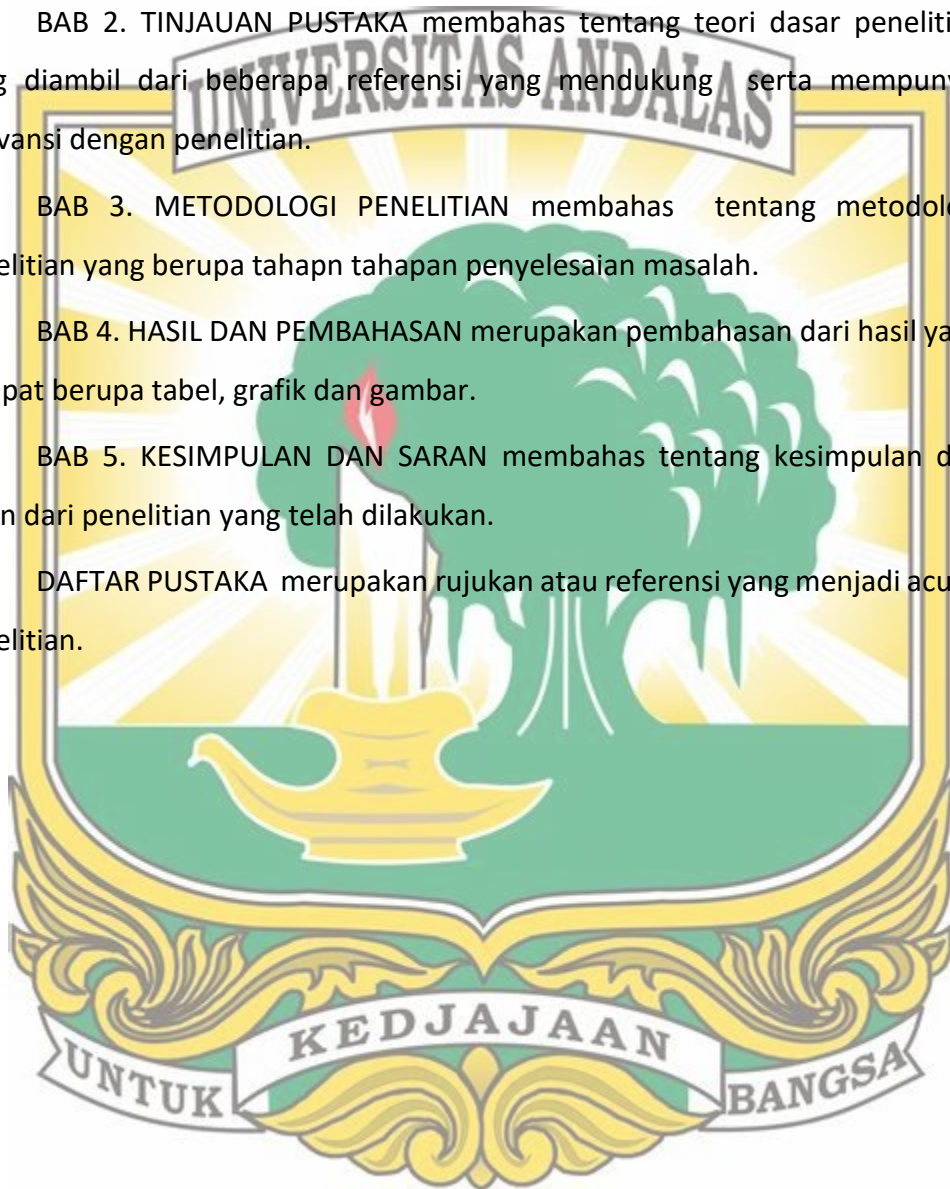 BAB 2. TINJAUAN PUSTAKA membahas tentang teori dasar peneliti
g diambil dari beberapa referensi yang mendukung serta mempuny
vansi dengan penelitian.
BAB 3. METODOLOGI PENELITIAN membahas tentang metodolo
elitian yang berupa tahapn tahapan penyelesaian masalah.
BAB 4. HASIL DAN PEMBAHASAN merupakan pembahasan dari hasil ya
pat berupa tabel, grafik dan gambar.
BAB 5. KESIMPULAN DAN SARAN membahas tentang kesimpulan d
n dari penelitian yang telah dilakukan.
DAFTAR PUSTAKA merupakan rujukan atau referensi yang menjadi acu
elitian.
UNIVERSITAS ANDALAS
UNTUK KEDJAJAAN BANGSA